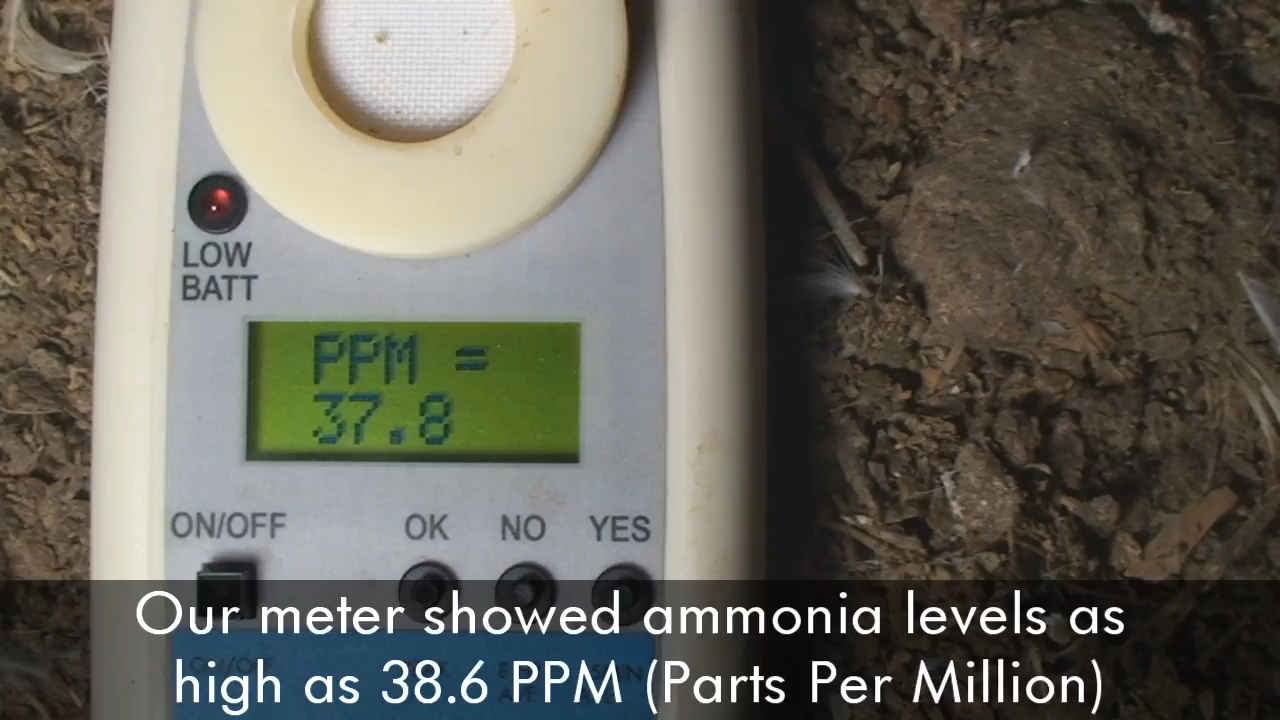 LOW
BATT
PPM =
37.8
ON/OFF OK NO YES
Our meter showed ammonia levels as
high as 38.6 PPM (Parts Per Million)